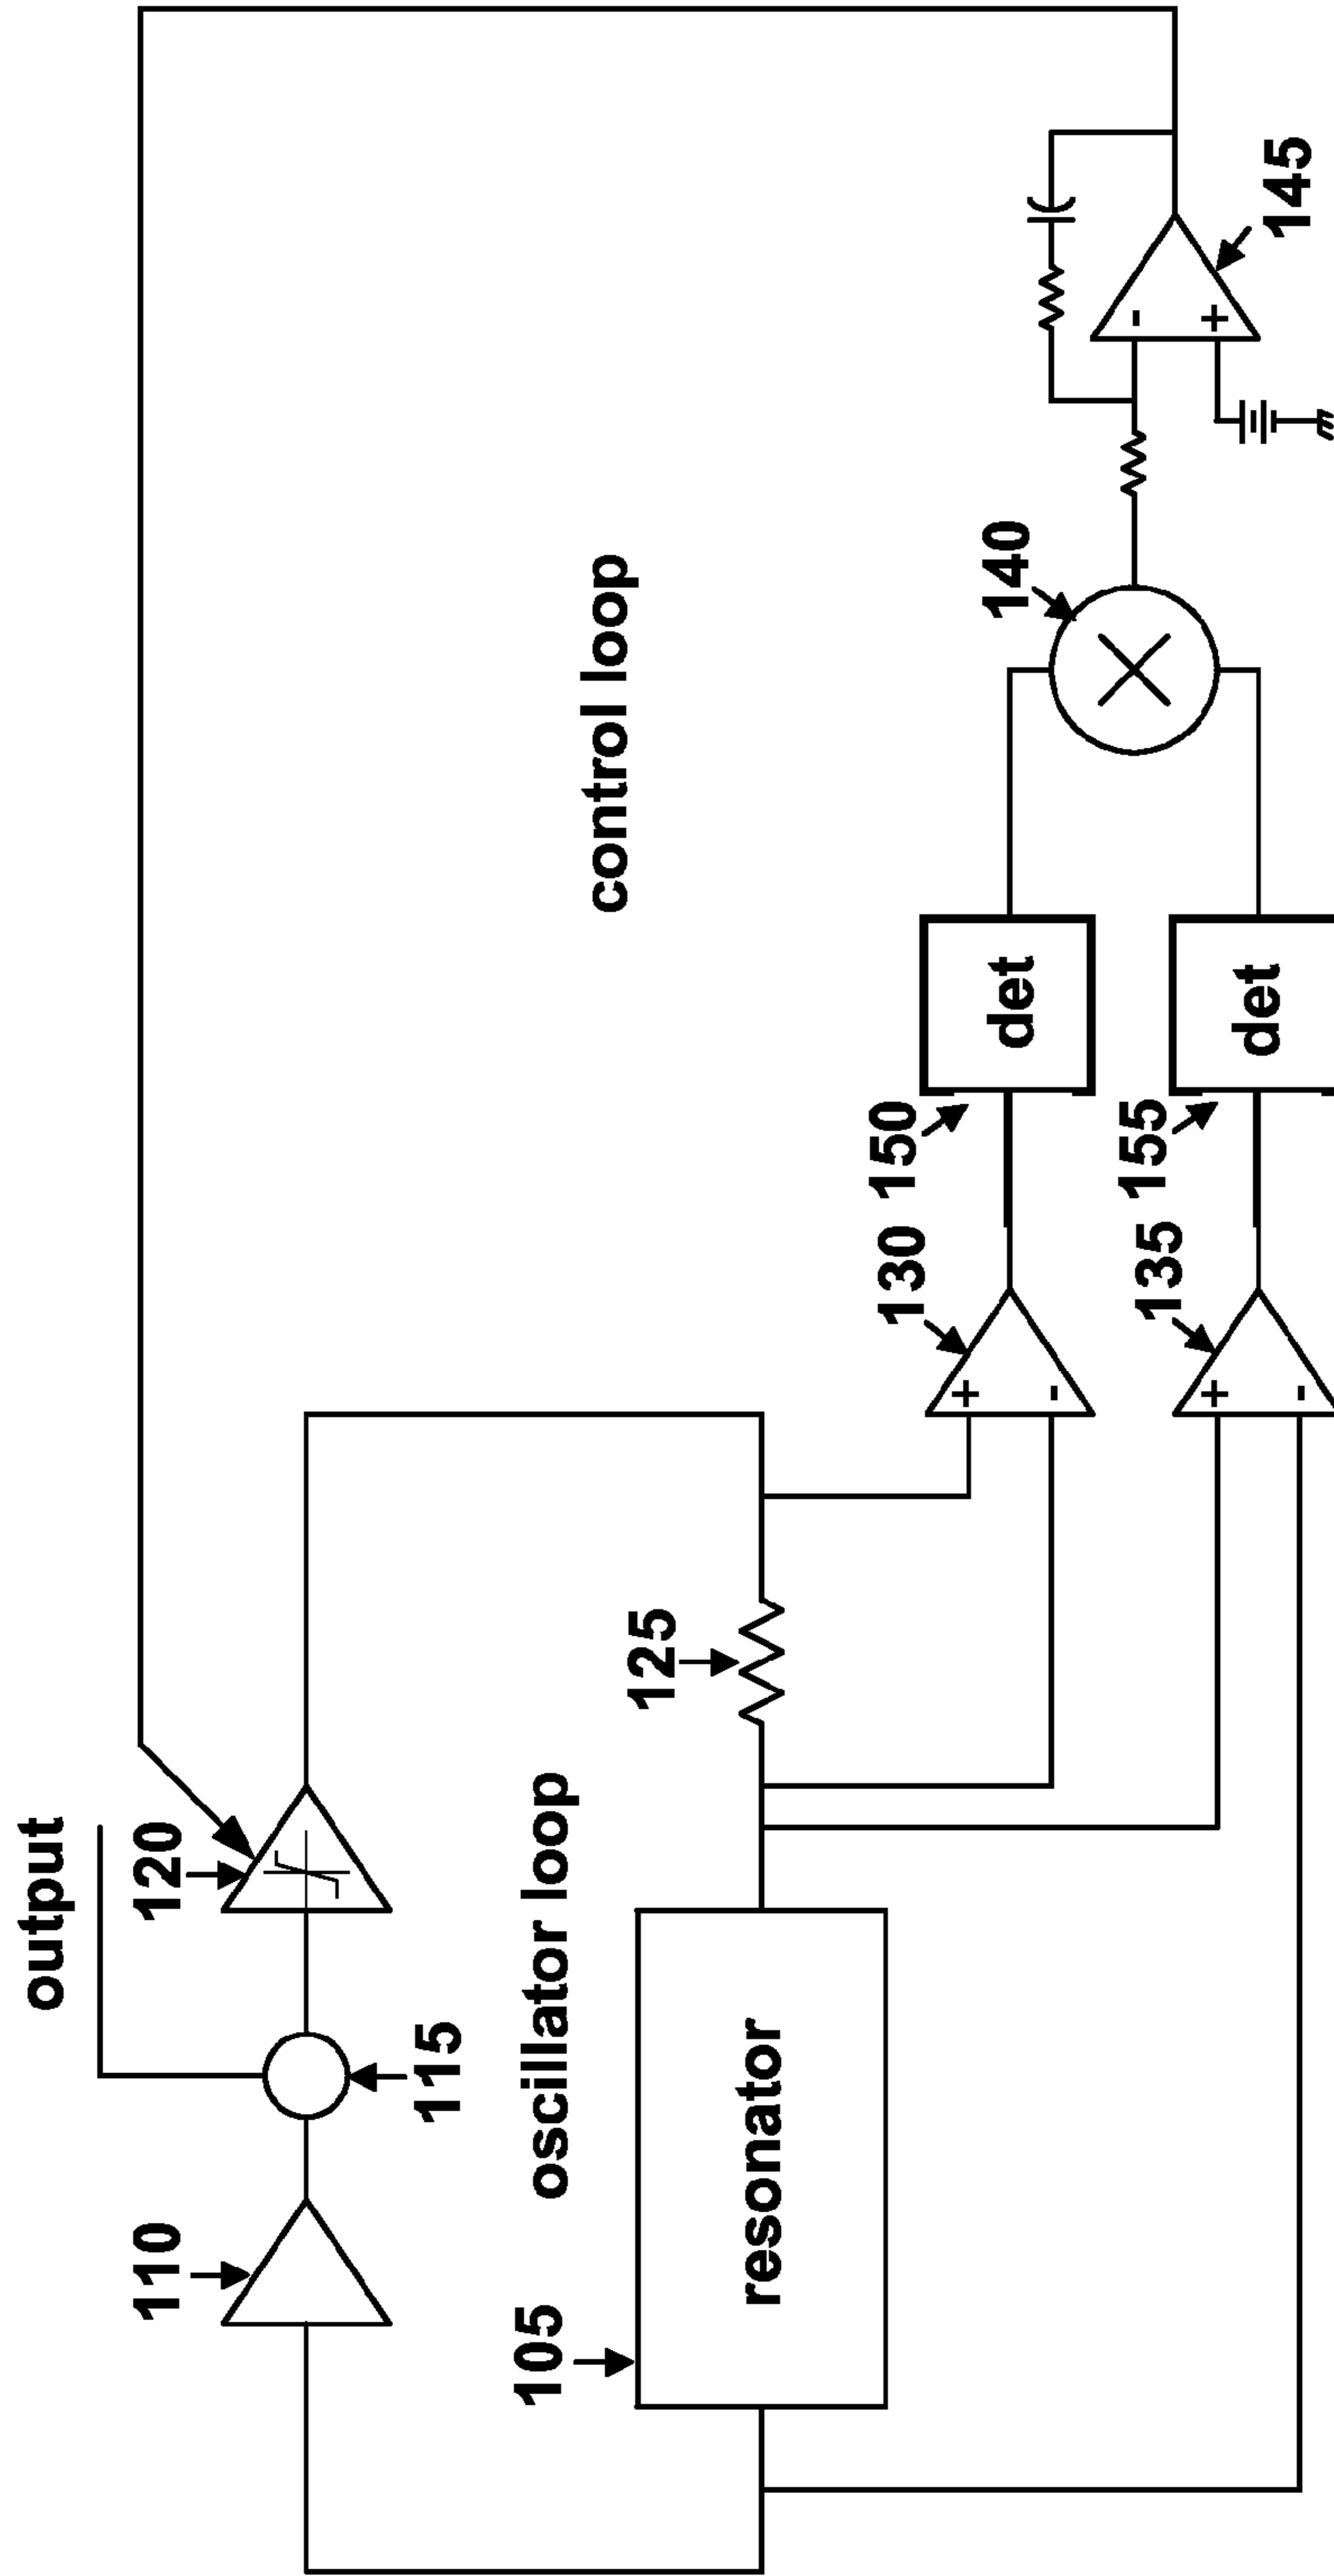 output
110
115
120
105
oscillator loop
resonator
125
control loop
130
+
-
150
det
135
+
-
155
det
140
145
-
+